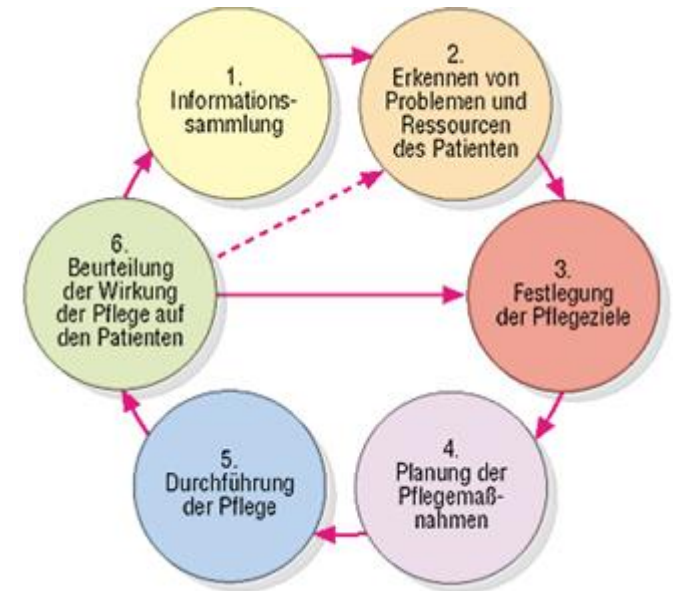 1.
Informations-
sammlung
2.
Erkennen von
Problemen und
Ressourcen
des Patienten
3.
Festlegung
der Pflegeziele
4.
Planung der
Pflegemaß-
nahmen
5.
Durchführung
der Pflege
6.
Beurteilung
der Wirkung
der Pflege auf
den Patienten